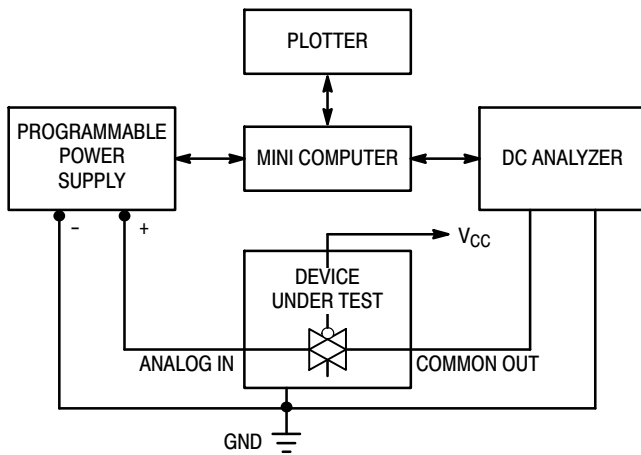 PLOTTER
PROGRAMMABLE
POWER
SUPPLY
MINI COMPUTER
DC ANALYZER
–
+
VCC
DEVICE
UNDER TEST
ANALOG IN
COMMON OUT
GND